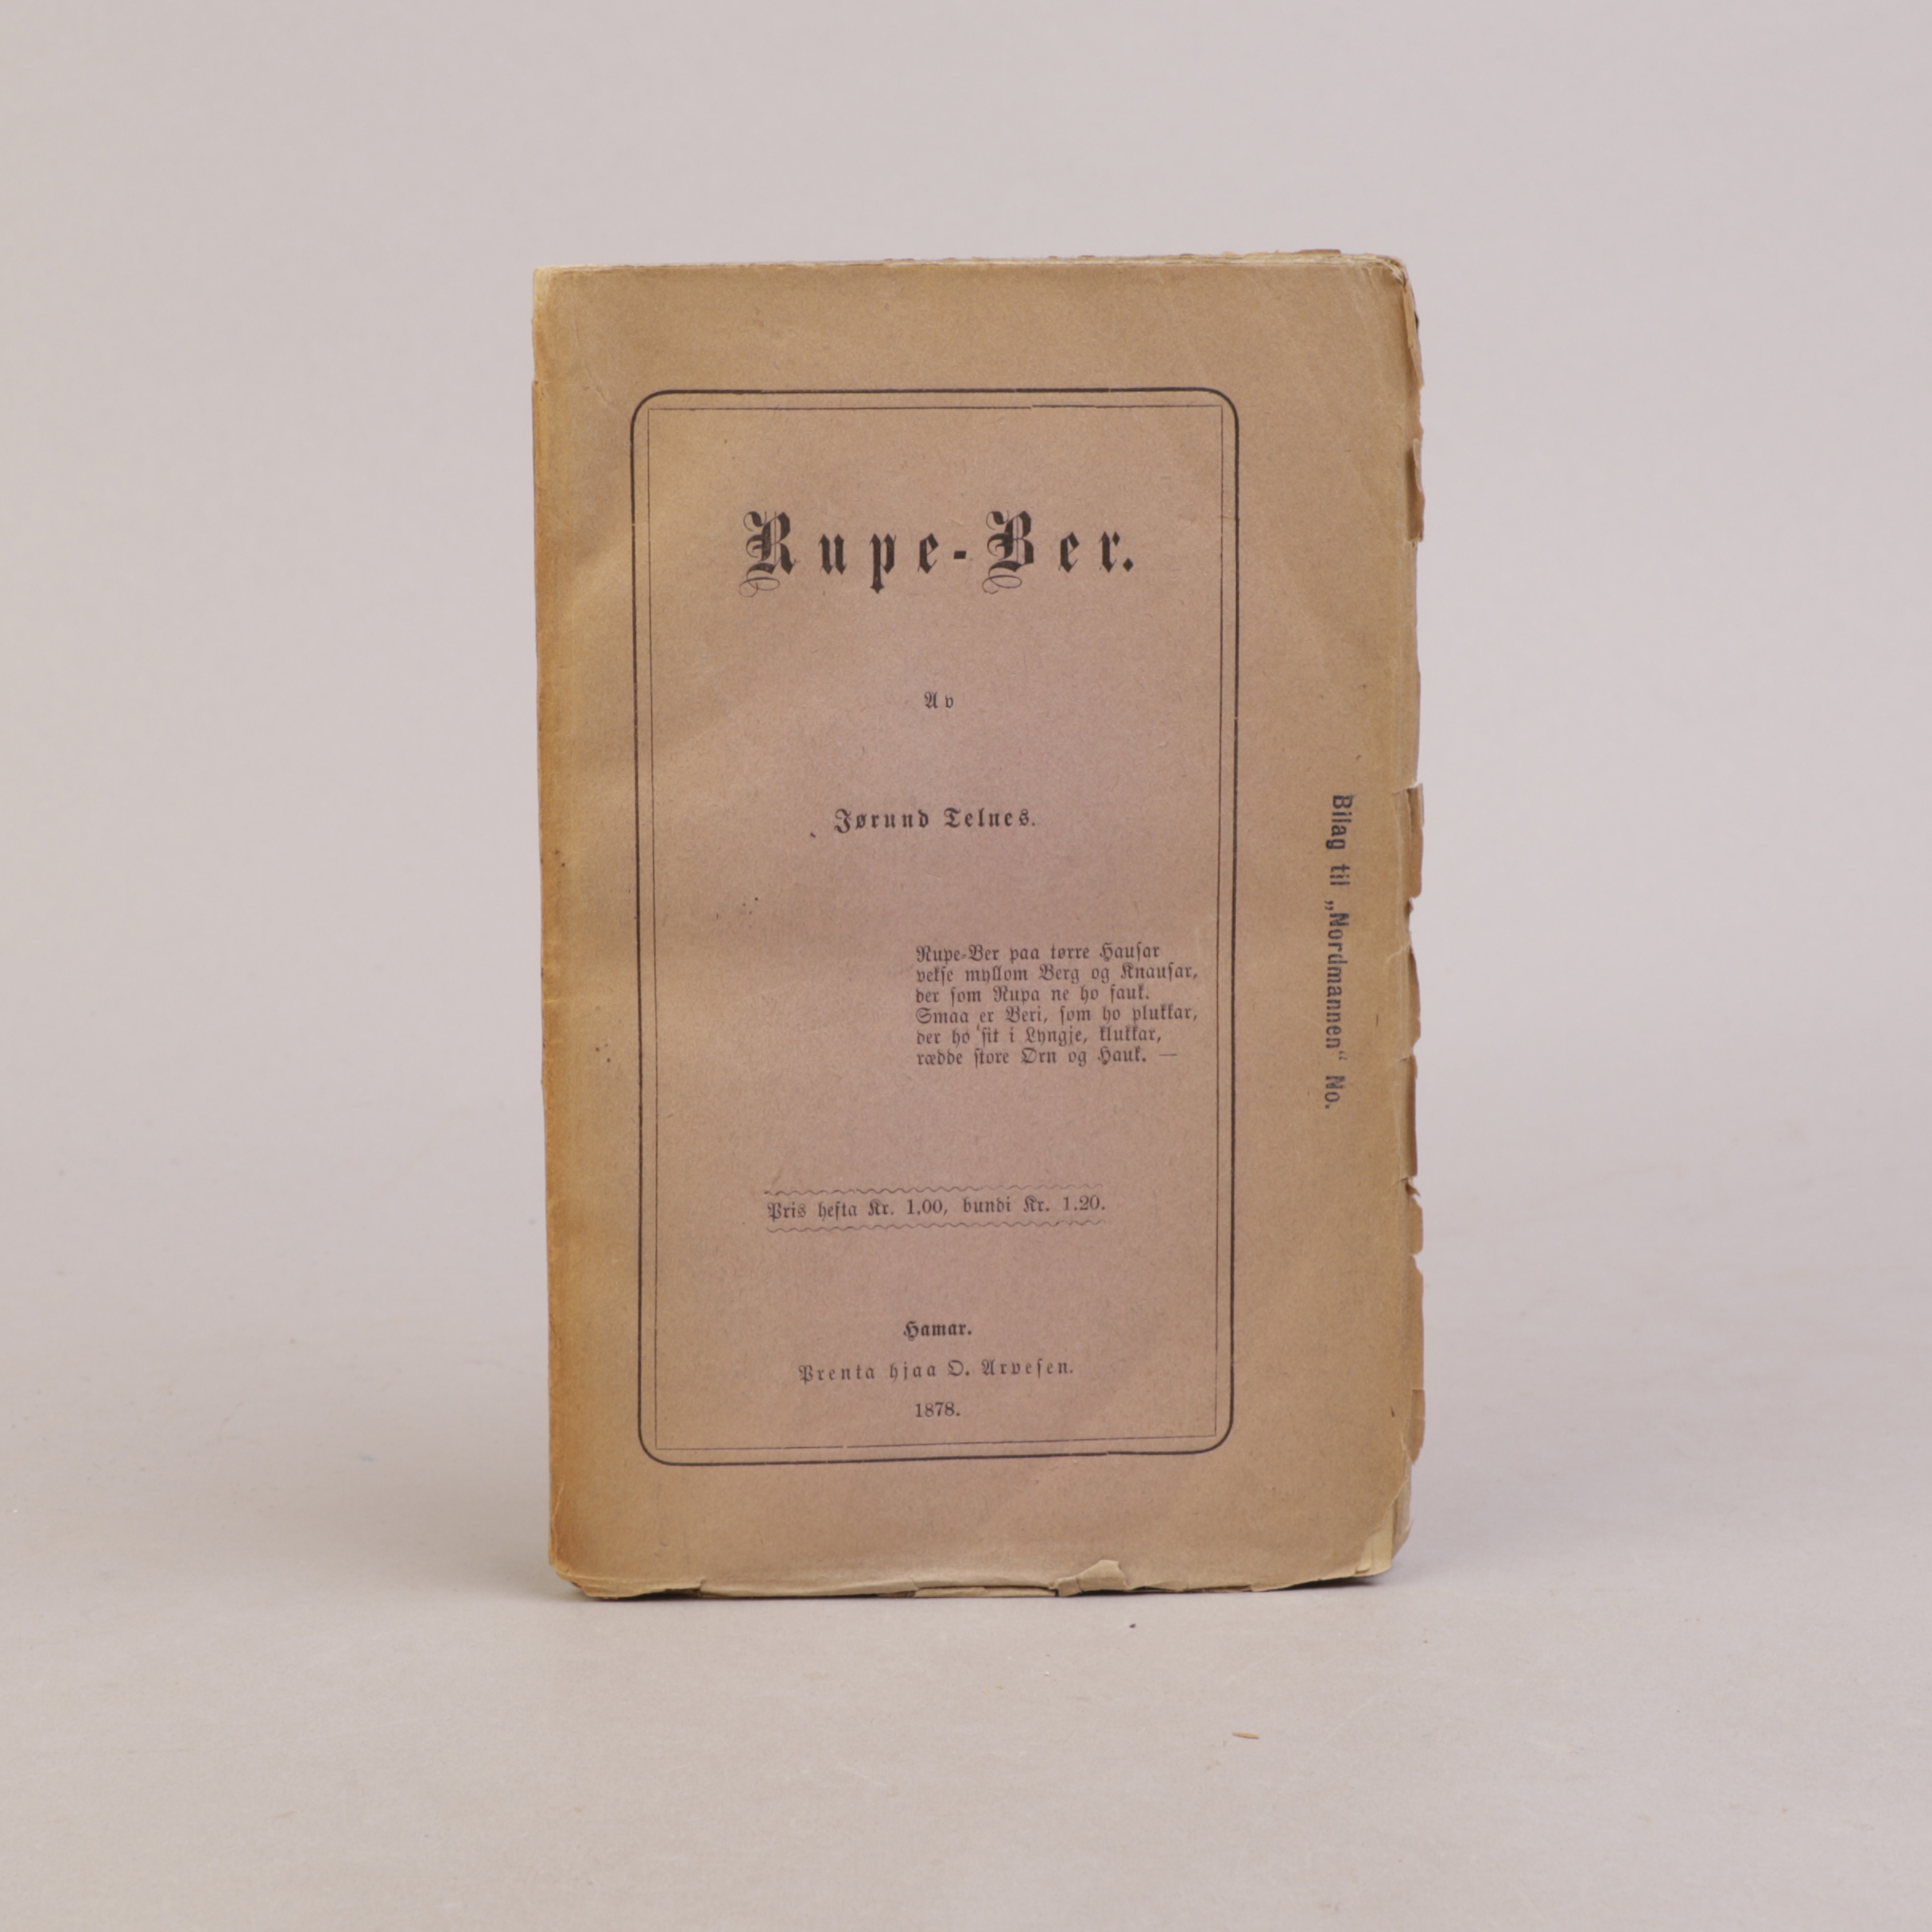 Rupe-Ber.
Av
Jørund Telnes.
Rupe-Ber paa tørre Hauſar
vekſe myllom Berg og Knauſar,
der ſom Rupa ne ho ſauk.
Smaa er Beri, ſom ho plukkar,
der ho ſit i Lyngje, klukkar,
rædde ſtore Ørn og Hauk. —
Pris hefta Kr. 1.00, bundi Kr. 1.20.
Hamar.
Prenta hjaa O. Arveſen.
1878.
Bilag til „Nordmannen“ No.